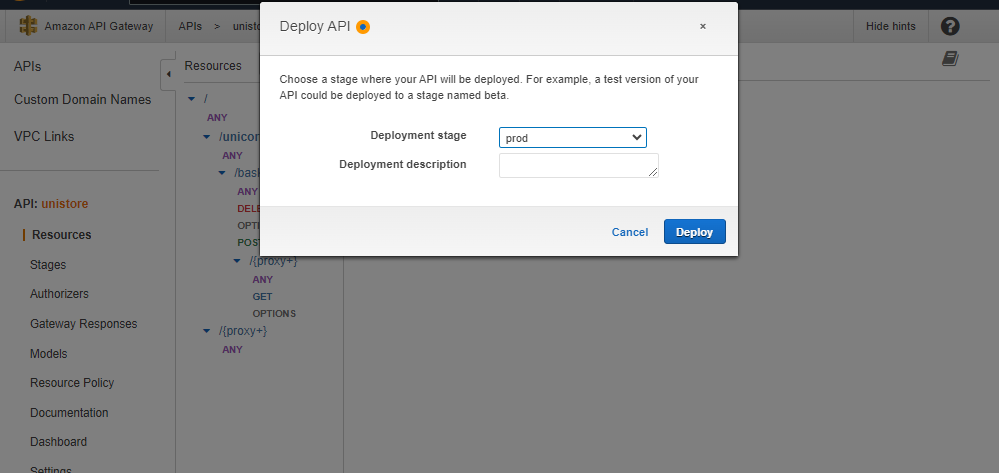 Amazon API Gateway
APIs > unisto
Hide hints
?
APIs
Custom Domain Names
VPC Links
API: unistore
Resources
Stages
Authorizers
Gateway Responses
Models
Resource Policy
Documentation
Dashboard
Settings
Resources
/
ANY
/unicor
ANY
/bas
ANY
DELE
OPTI
POS
/{proxy+}
ANY
GET
OPTIONS
/{proxy+}
ANY
Deploy API
×
Choose a stage where your API will be deployed. For example, a test version of your
API could be deployed to a stage named beta.
Deployment stage
prod
Deployment description
Cancel
Deploy